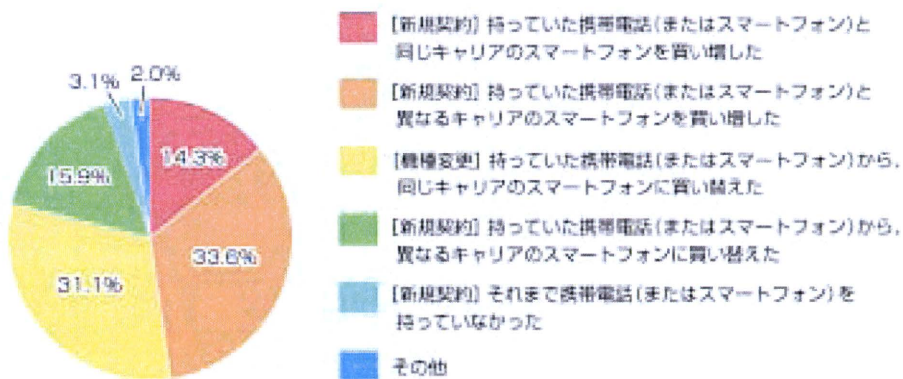 3.1%
2.0%
14.3%
15.9%
33.6%
31.1%
[新規契約] 持っていた携帯電話(またはスマートフォン)と
同じキャリアのスマートフォンを買い増した
[新規契約] 持っていた携帯電話(またはスマートフォン)と
異なるキャリアのスマートフォンを買い増した
[機種変更] 持っていた携帯電話(またはスマートフォン)から,
同じキャリアのスマートフォンに買い替えた
[新規契約] 持っていた携帯電話(またはスマートフォン)から,
異なるキャリアのスマートフォンに買い替えた
[新規契約] それまで携帯電話(またはスマートフォン)を
持っていなかった
その他